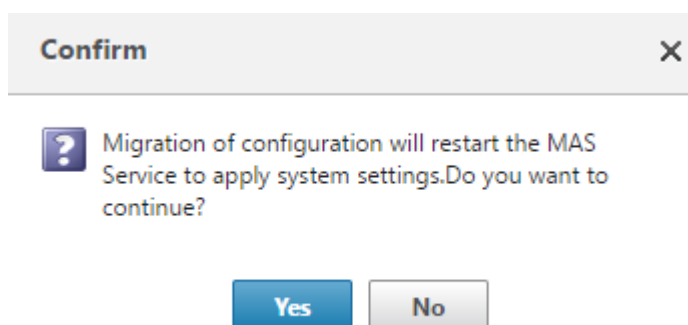 Confirm
Migration of configuration will restart the MAS
Service to apply system settings.Do you want to
continue?
Yes No